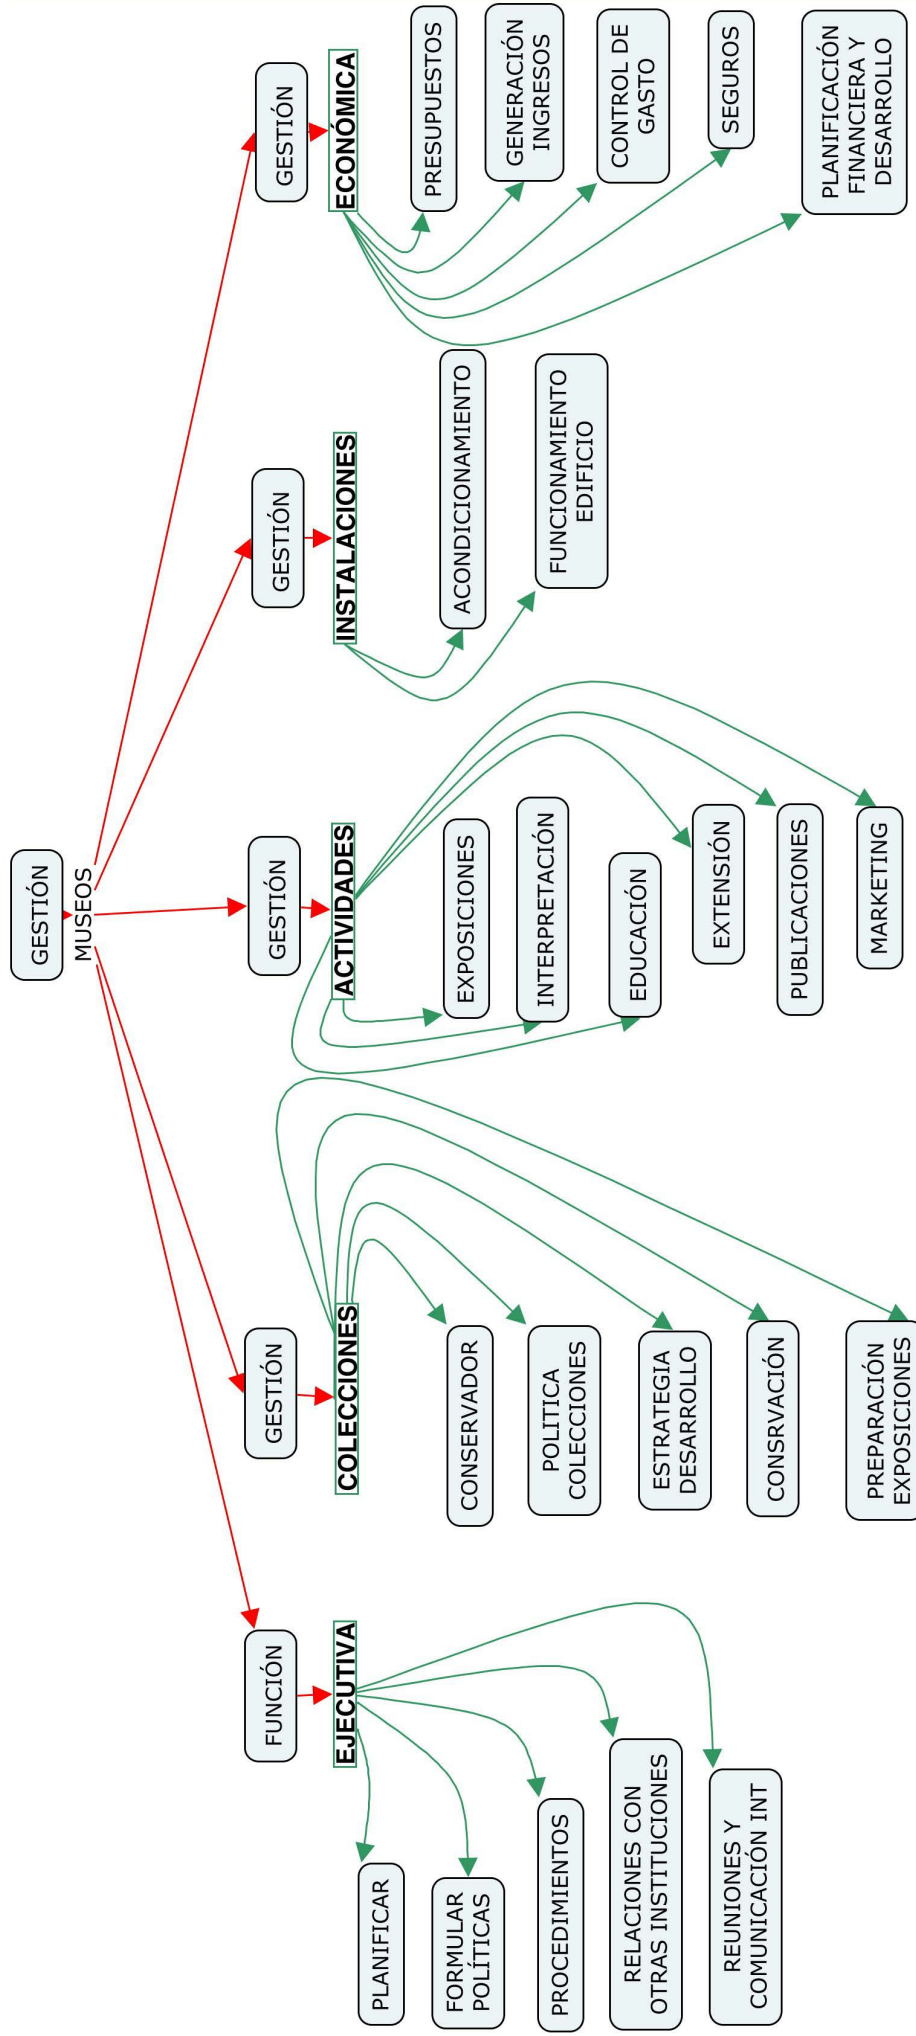 GESTIÓN
MUSEOS
FUNCIÓN
EJECUTIVA
PLANIFICAR
FORMULAR
POLÍTICAS
PROCEDIMIENTOS
RELACIONES CON
OTRAS INSTITUCIONES
REUNIONES Y
COMUNICACIÓN INT
GESTIÓN
COLECCIONES
CONSERVADOR
POLITICA
COLECCIONES
ESTRATEGIA
DESARROLLO
CONSRVACIÓN
PREPARACIÓN
EXPOSICIONES
GESTIÓN
ACTIVIDADES
EXPOSICIONES
INTERPRETACIÓN
EDUCACIÓN
EXTENSIÓN
PUBLICACIONES
MARKETING
GESTIÓN
INSTALACIONES
ACONDICIONAMIENTO
FUNCIONAMIENTO
EDIFICIO
GESTIÓN
ECONÓMICA
PRESUPUESTOS
GENERACIÓN
INGRESOS
CONTROL DE
GASTO
SEGUROS
PLANIFICACIÓN
FINANCIERA Y
DESARROLLO